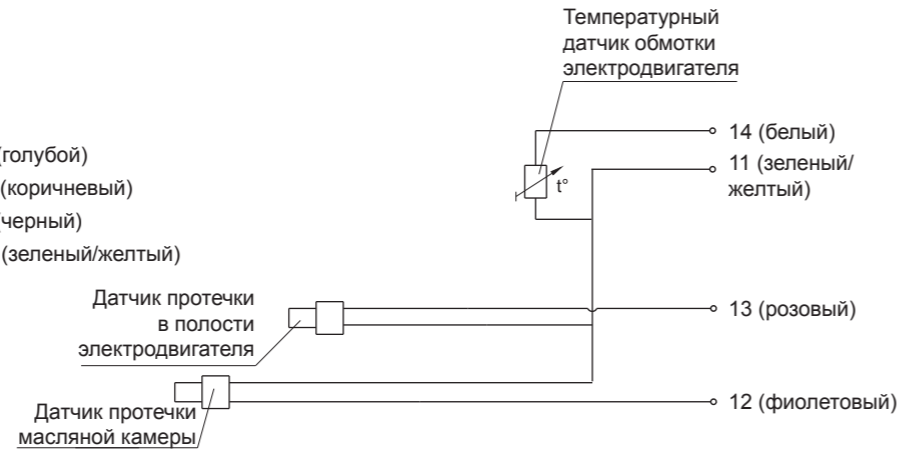 Температурный
датчик обмотки
электродвигателя
14 (белый)
11 (зеленый/
желтый)
t°
(голубой)
(коричневый)
(черный)
(зеленый/желтый)
Датчик протечки
в полости
электродвигателя
13 (розовый)
12 (фиолетовый)
Датчик протечки
масляной камеры